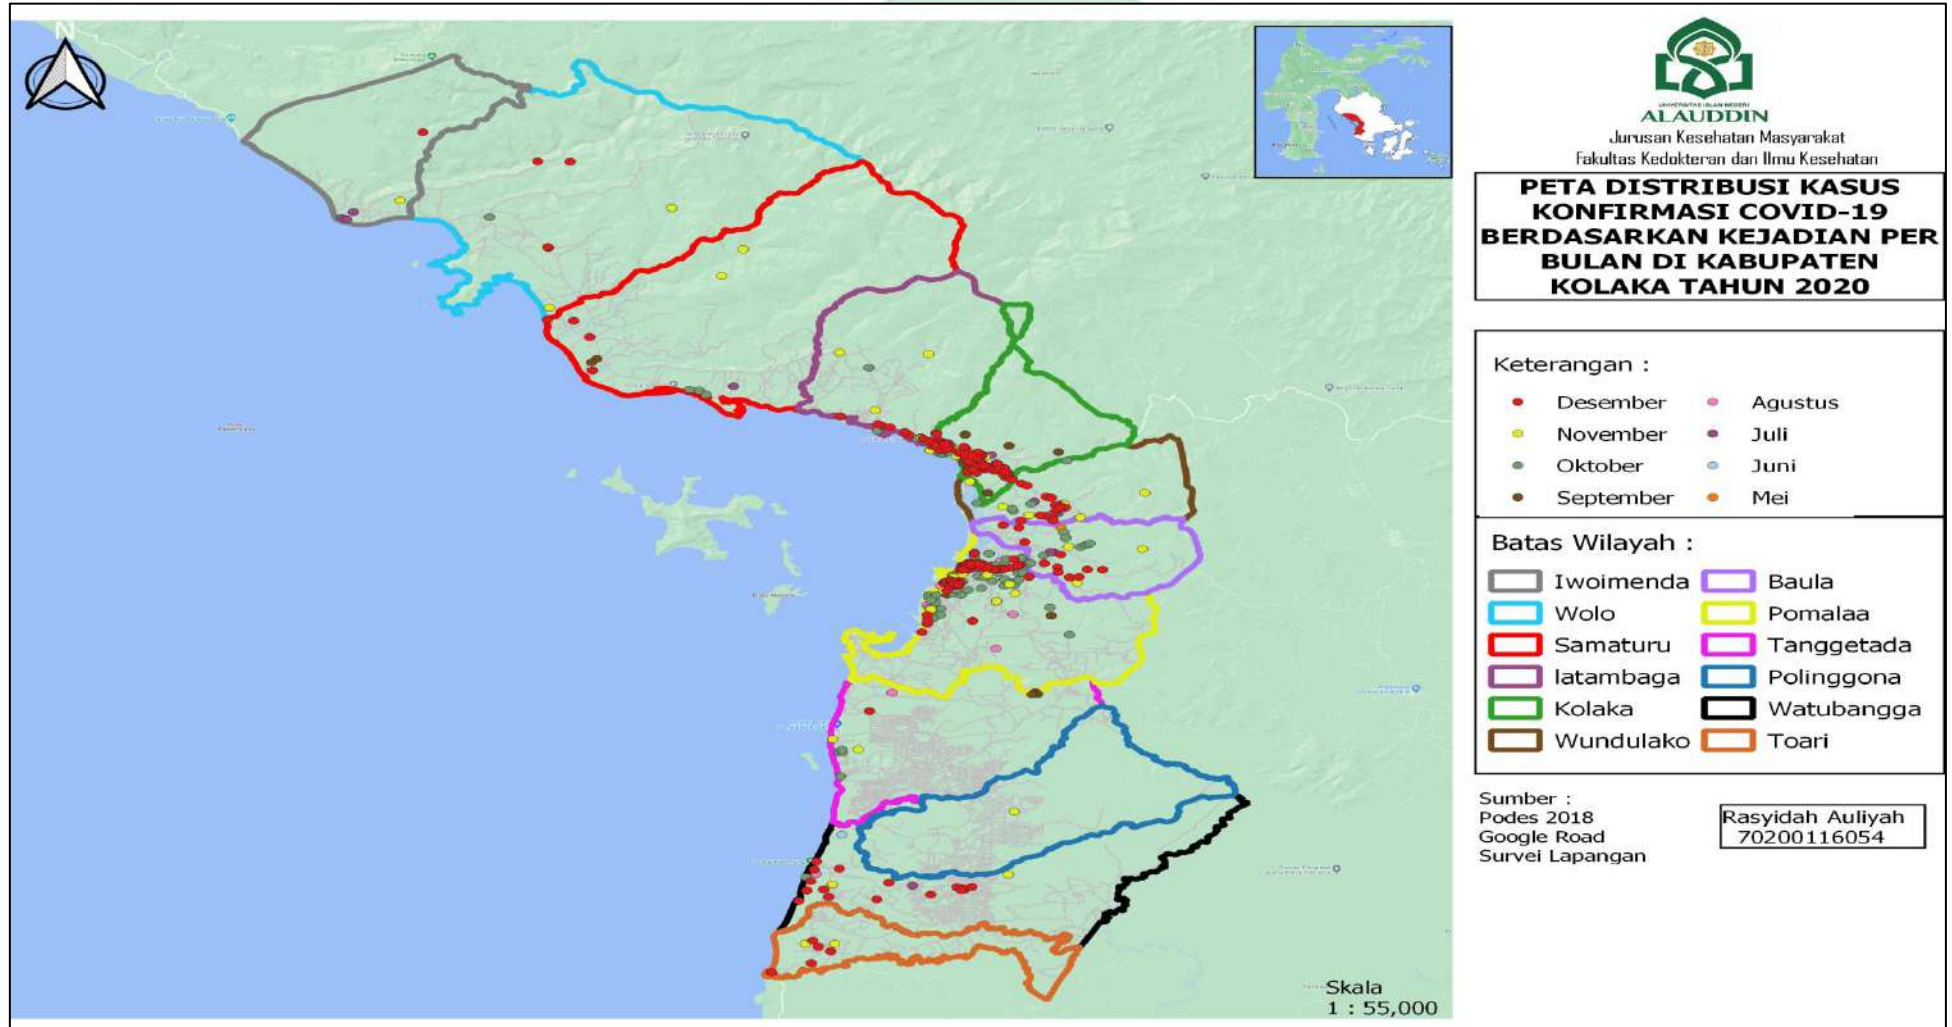 N
UNIVERSITAS ISLAM NEGERI
ALAUDDIN
Jurusan Kesehatan Masyarakat
Fakultas Kedokteran dan Ilmu Kesehatan
PETA DISTRIBUSI KASUS
KONFIRMASI COVID-19
BERDASARKAN KEJADIAN PER
BULAN DI KABUPATEN
KOLAKA TAHUN 2020
Keterangan :
Desember
Agustus
November
Juli
Oktober
Juni
September
Mei
Batas Wilayah :
Iwoimenda
Baula
Wolo
Pomalaa
Samaturu
Tanggetada
latambaga
Polinggona
Kolaka
Watubangga
Wundulako
Toari
Sumber :
Podes 2018
Google Road
Survei Lapangan
Rasyidah Auliyah
70200116054
Skala
1 : 55,000